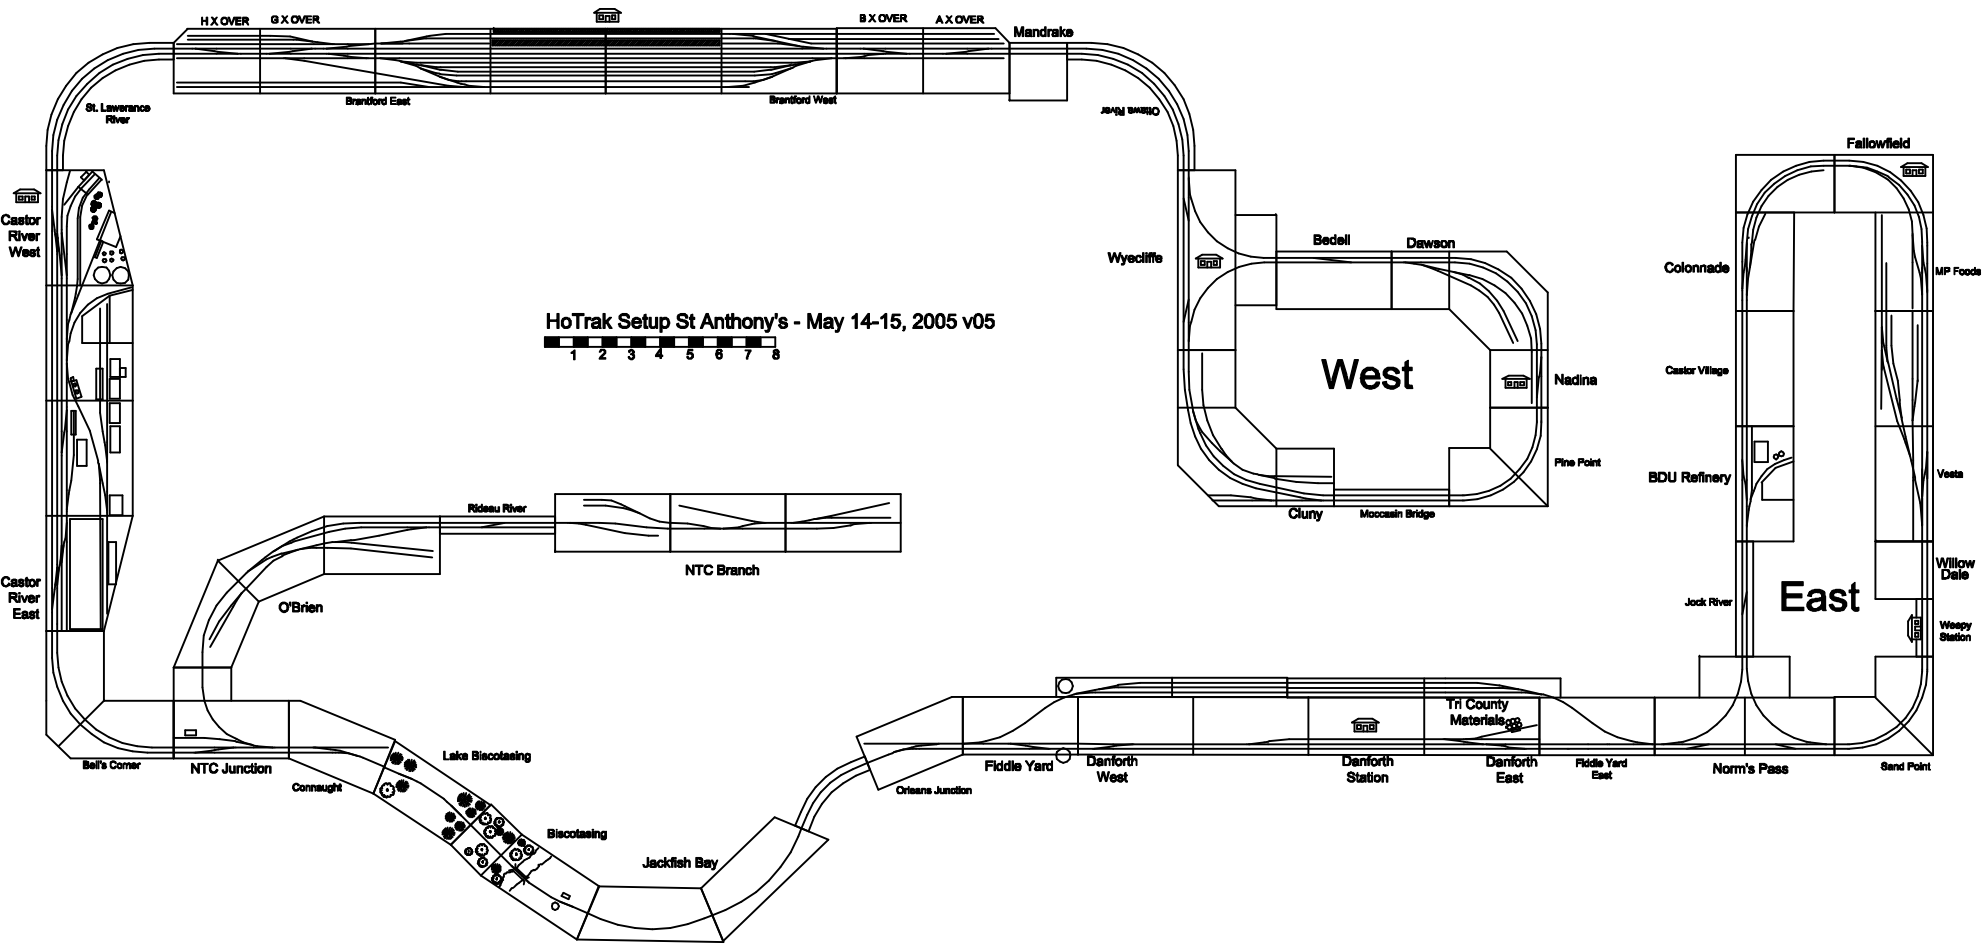 H X OVER
G X OVER
B X OVER
A X OVER
Mandrake
Brantford East
Brantford West
St. Lawerance
River
Ottawa River
Fallowfield
Castor
River
West
Wyecliffe
Bedell
Dawson
Colonnade
MP Foods
HoTrak Setup St Anthony's - May 14-15, 2005 v05
1 2 3 4 5 6 7 8
West
Nadina
Castor Village
Pine Point
BDU Refinery
Vesta
Rideau River
Cluny
Moccasin Bridge
NTC Branch
Willow
Dale
Castor
River
East
O'Brien
East
Jock River
Weepy
Station
Tri County
Materials
Bell's Corner
NTC Junction
Connaught
Lake Biscotasing
Biscotasing
Jackfish Bay
Orleans Junction
Fiddle Yard
Danforth
West
Danforth
Station
Danforth
East
Fiddle Yard
East
Norm's Pass
Sand Point